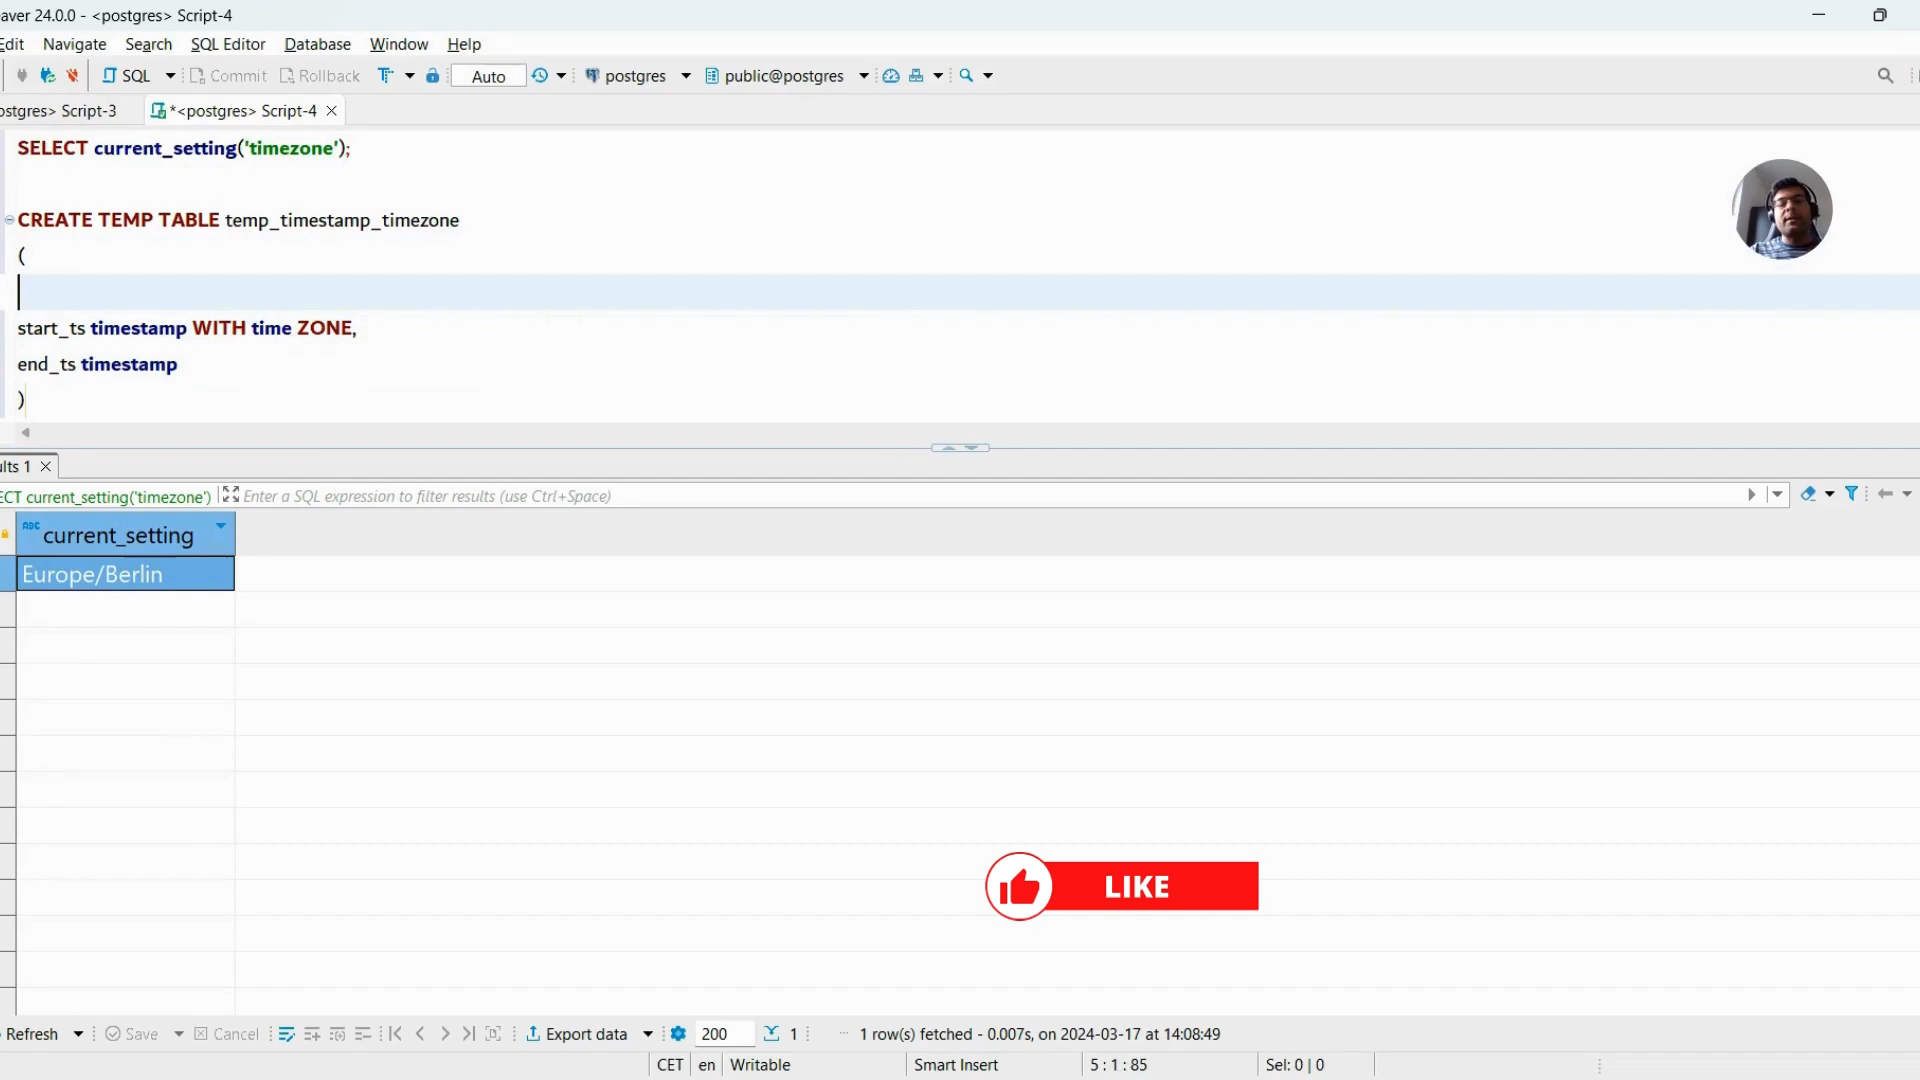 aver 24.0.0 - <postgres> Script-4
Edit Navigate Search SQL Editor Database Window Help
SQL Commit Rollback Auto postgres public@postgres
ostgres> Script-3 *<postgres> Script-4
SELECT current_setting('timezone');
CREATE TEMP TABLE temp_timestamp_timezone
(
start_ts timestamp WITH time ZONE,
end_ts timestamp
)
ults 1
ECT current_setting('timezone') Enter a SQL expression to filter results (use Ctrl+Space)
ABC current_setting
Europe/Berlin
LIKE
Refresh Save Cancel Export data 200 1 1 row(s) fetched - 0.007s, on 2024-03-17 at 14:08:49
CET en Writable Smart Insert 5 : 1 : 85 Sel: 0 | 0